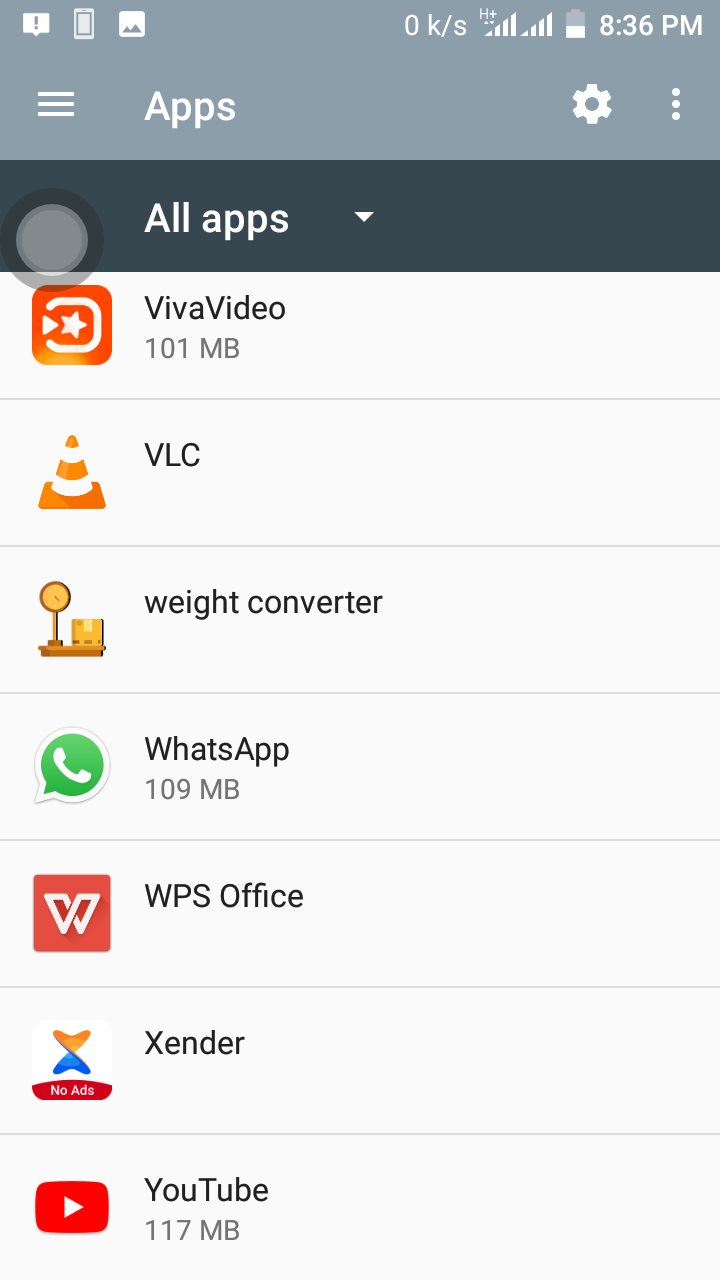 0 k/s H+ 8:36 PM
Apps
All apps
VivaVideo
101 MB
VLC
weight converter
WhatsApp
109 MB
WPS Office
Xender
No Ads
YouTube
117 MB